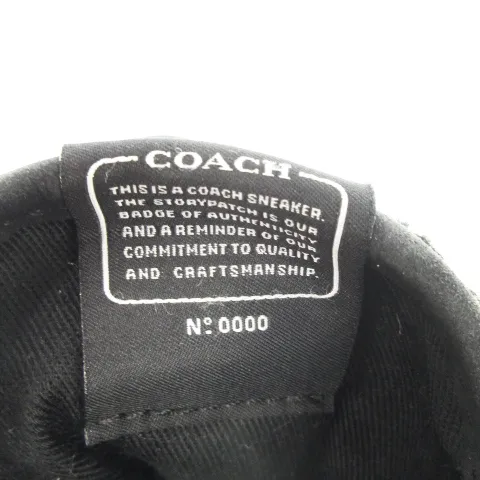 COACH
THIS IS A COACH SNEAKER.
THE STORYPATCH IS OUR
BADGE OF AUTHENTICITY
AND A REMINDER OF OUR
COMMITMENT TO QUALITY
AND CRAFTSMANSHIP.
Nº 0000